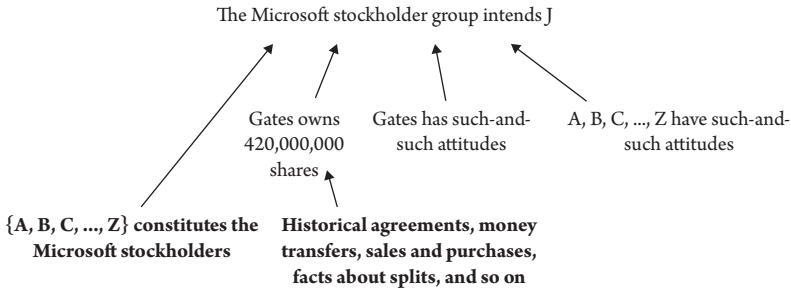 The Microsoft stockholder group intends J
Gates owns
420,000,000
shares
Gates has such-and-
such attitudes
A, B, C, ..., Z have such-and-
such attitudes
{A, B, C, ..., Z} constitutes the
Microsoft stockholders
Historical agreements, money
transfers, sales and purchases,
facts about splits, and so on